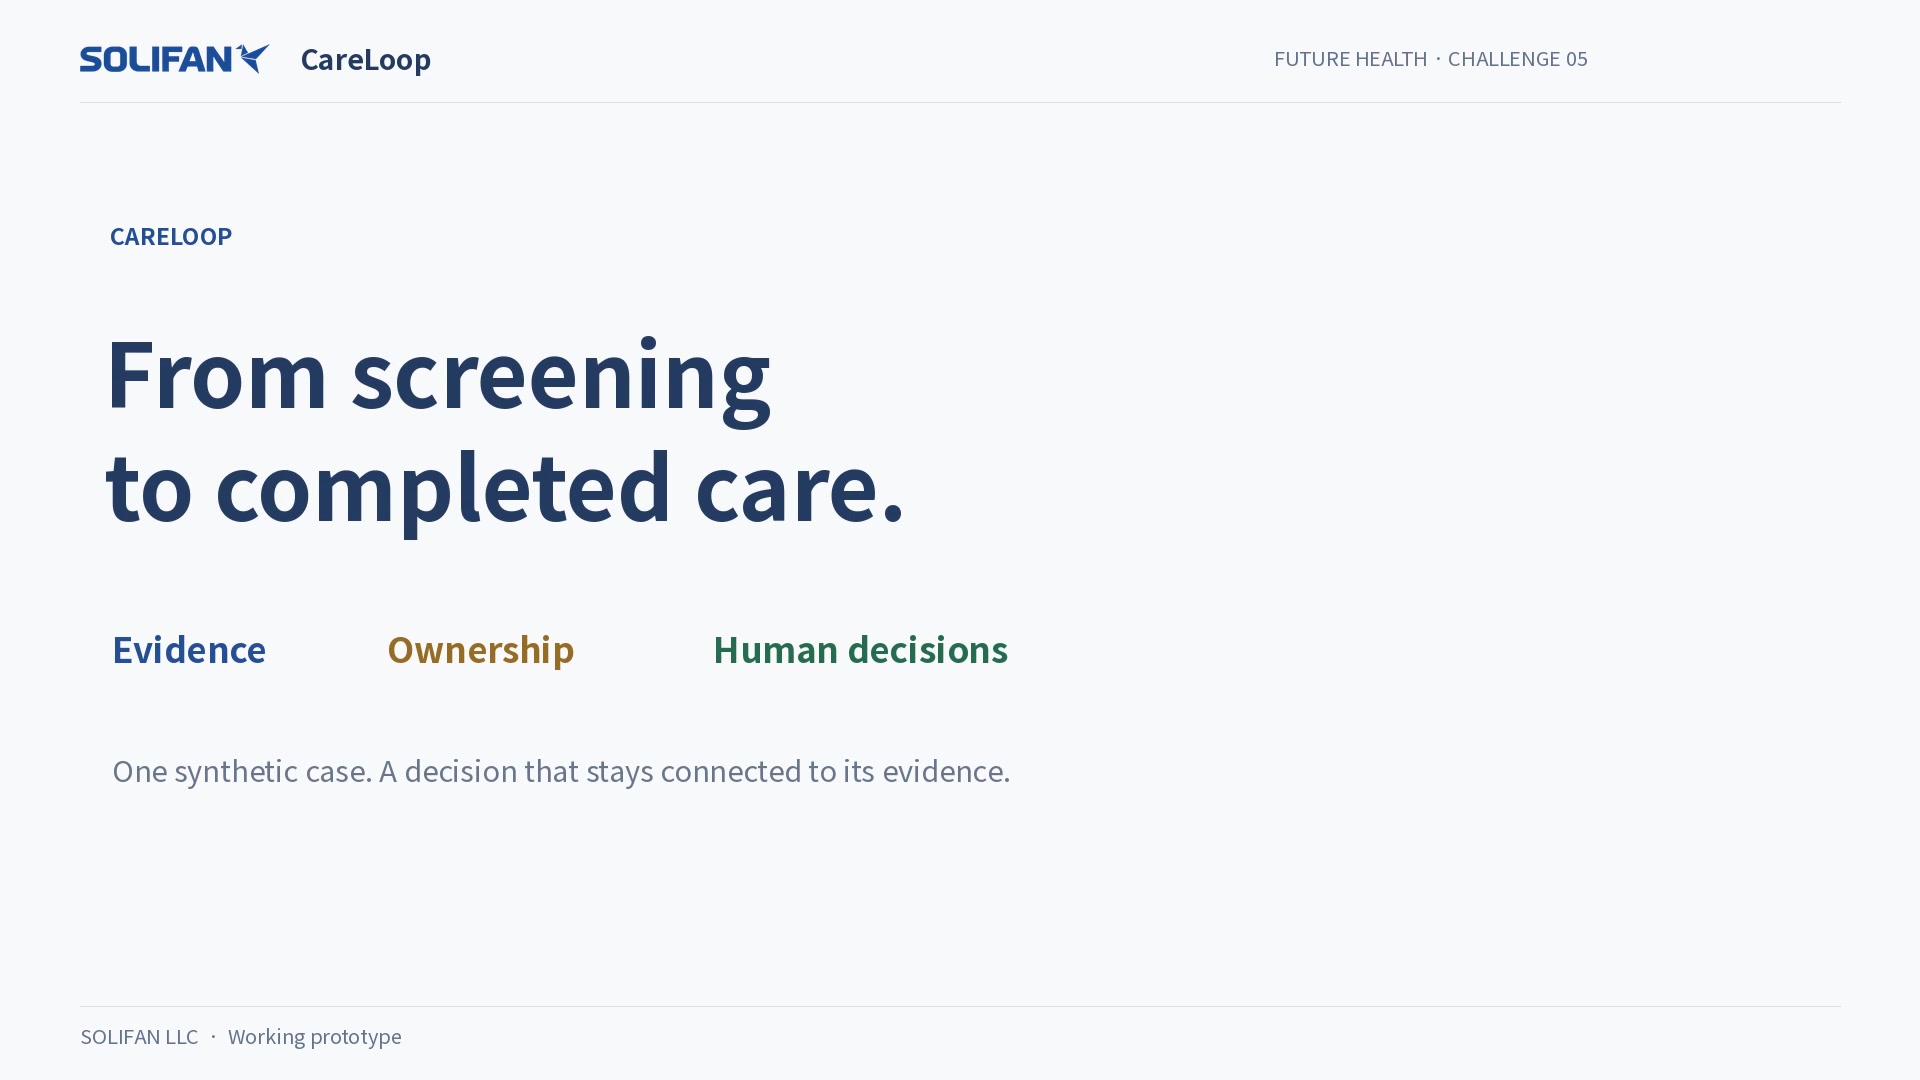 SOLIFAN CareLoop
FUTURE HEALTH · CHALLENGE 05
CARELOOP
From screening
to completed care.
Evidence Ownership Human decisions
One synthetic case. A decision that stays connected to its evidence.
SOLIFAN LLC · Working prototype